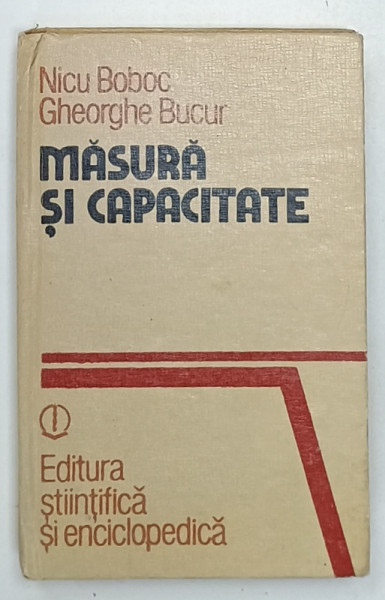 Nicu Boboc
Gheorghe Bucur
MĂSURĂ
ȘI CAPACITATE
Editura
științifică
și enciclopedică